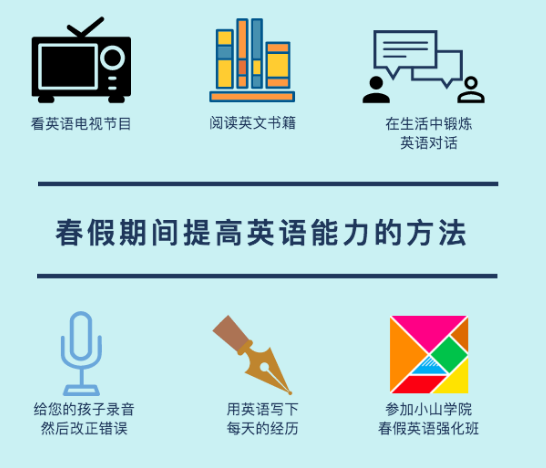 看英语电视节目
阅读英文书籍
在生活中锻炼
英语对话
春假期间提高英语能力的方法
给您的孩子录音
然后改正错误
用英语写下
每天的经历
参加小山学院
春假英语强化班